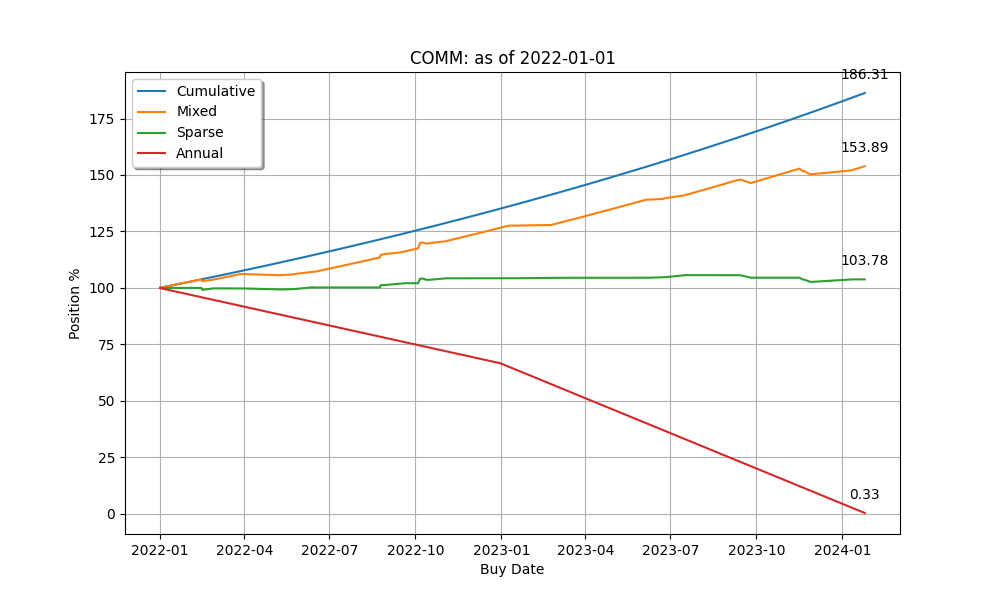 COMM: as of 2022-01-01
186.31
Cumulative
Mixed
Sparse
Annual
153.89
103.78
0.33
175
150
125
100
75
50
25
0
Position %
2022-01 2022-04 2022-07 2022-10 2023-01 2023-04 2023-07 2023-10 2024-01
Buy Date